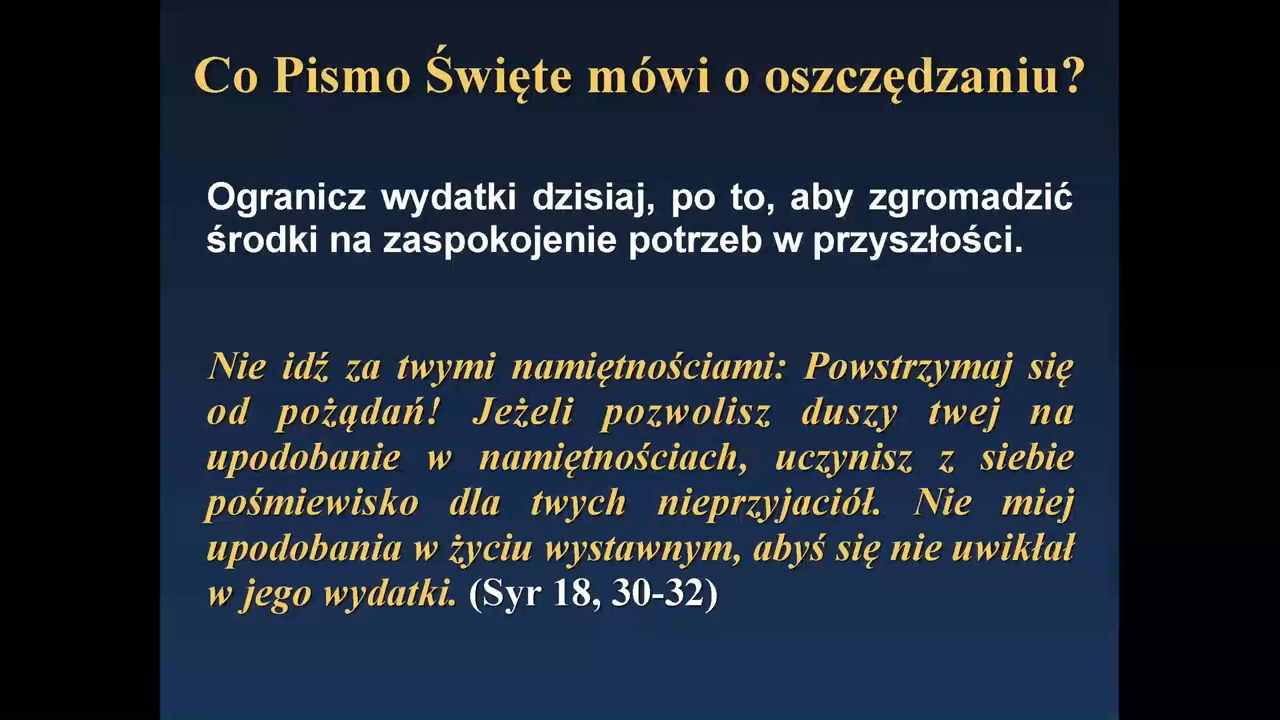 Co Pismo Święte mówi o oszczędzaniu?
Ogranicz wydatki dzisiaj, po to, aby zgromadzić
środki na zaspokojenie potrzeb w przyszłości.
Nie idź za twymi namiętnościami: Powstrzymaj się
od pożądań! Jeżeli pozwolisz duszy twej na
upodobanie w namiętnościach, uczynisz z siebie
pośmiewisko dla twych nieprzyjaciół. Nie miej
upodobania w życiu wystawnym, abyś się nie uwikłał
w jego wydatki. (Syr 18, 30-32)